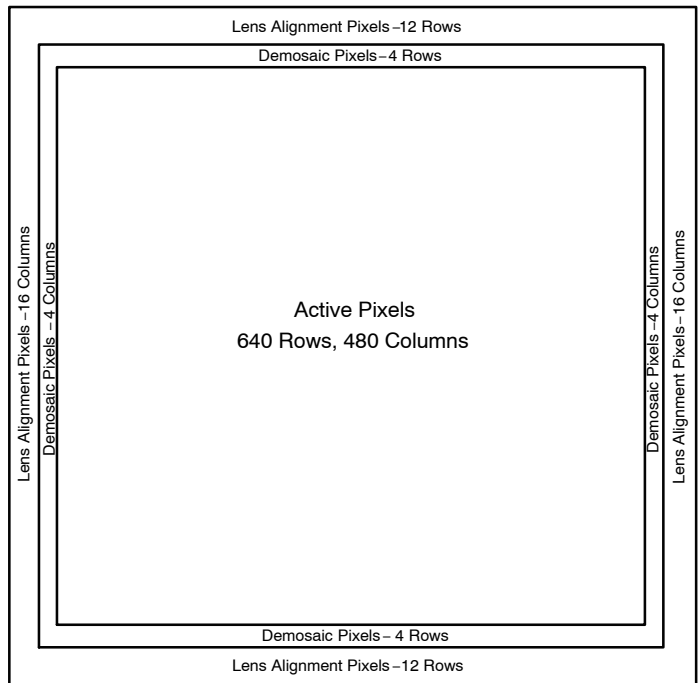 Lens Alignment Pixels–12 Rows
Demosaic Pixels–4 Rows
Lens Alignment Pixels–16 Columns
Demosaic Pixels–4 Columns
Active Pixels
640 Rows, 480 Columns
Demosaic Pixels–4 Columns
Lens Alignment Pixels–16 Columns
Demosaic Pixels–4 Rows
Lens Alignment Pixels–12 Rows